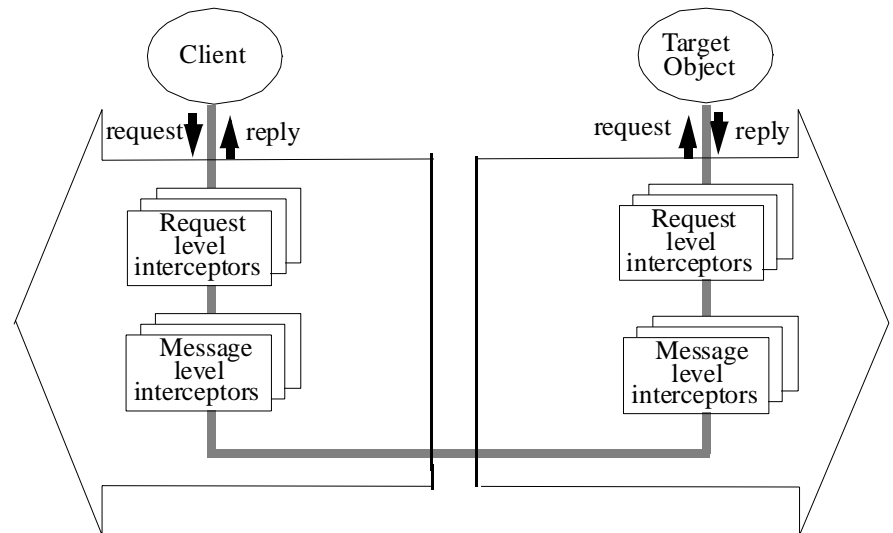 Client
Target
Object
request
reply
request
reply
Request
level
interceptors
Request
level
interceptors
Message
level
interceptors
Message
level
interceptors